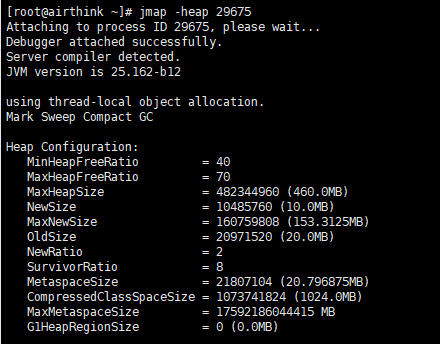 [root@airthink ~]# jmap -heap 29675
Attaching to process ID 29675, please wait...
Debugger attached successfully.
Server compiler detected.
JVM version is 25.162-b12
using thread-local object allocation.
Mark Sweep Compact GC
Heap Configuration:
MinHeapFreeRatio = 40
MaxHeapFreeRatio = 70
MaxHeapSize = 482344960 (460.0MB)
NewSize = 10485760 (10.0MB)
MaxNewSize = 160759808 (153.3125MB)
OldSize = 20971520 (20.0MB)
NewRatio = 2
SurvivorRatio = 8
MetaspaceSize = 21807104 (20.796875MB)
CompressedClassSpaceSize = 1073741824 (1024.0MB)
MaxMetaspaceSize = 17592186044415 MB
G1HeapRegionSize = 0 (0.0MB)